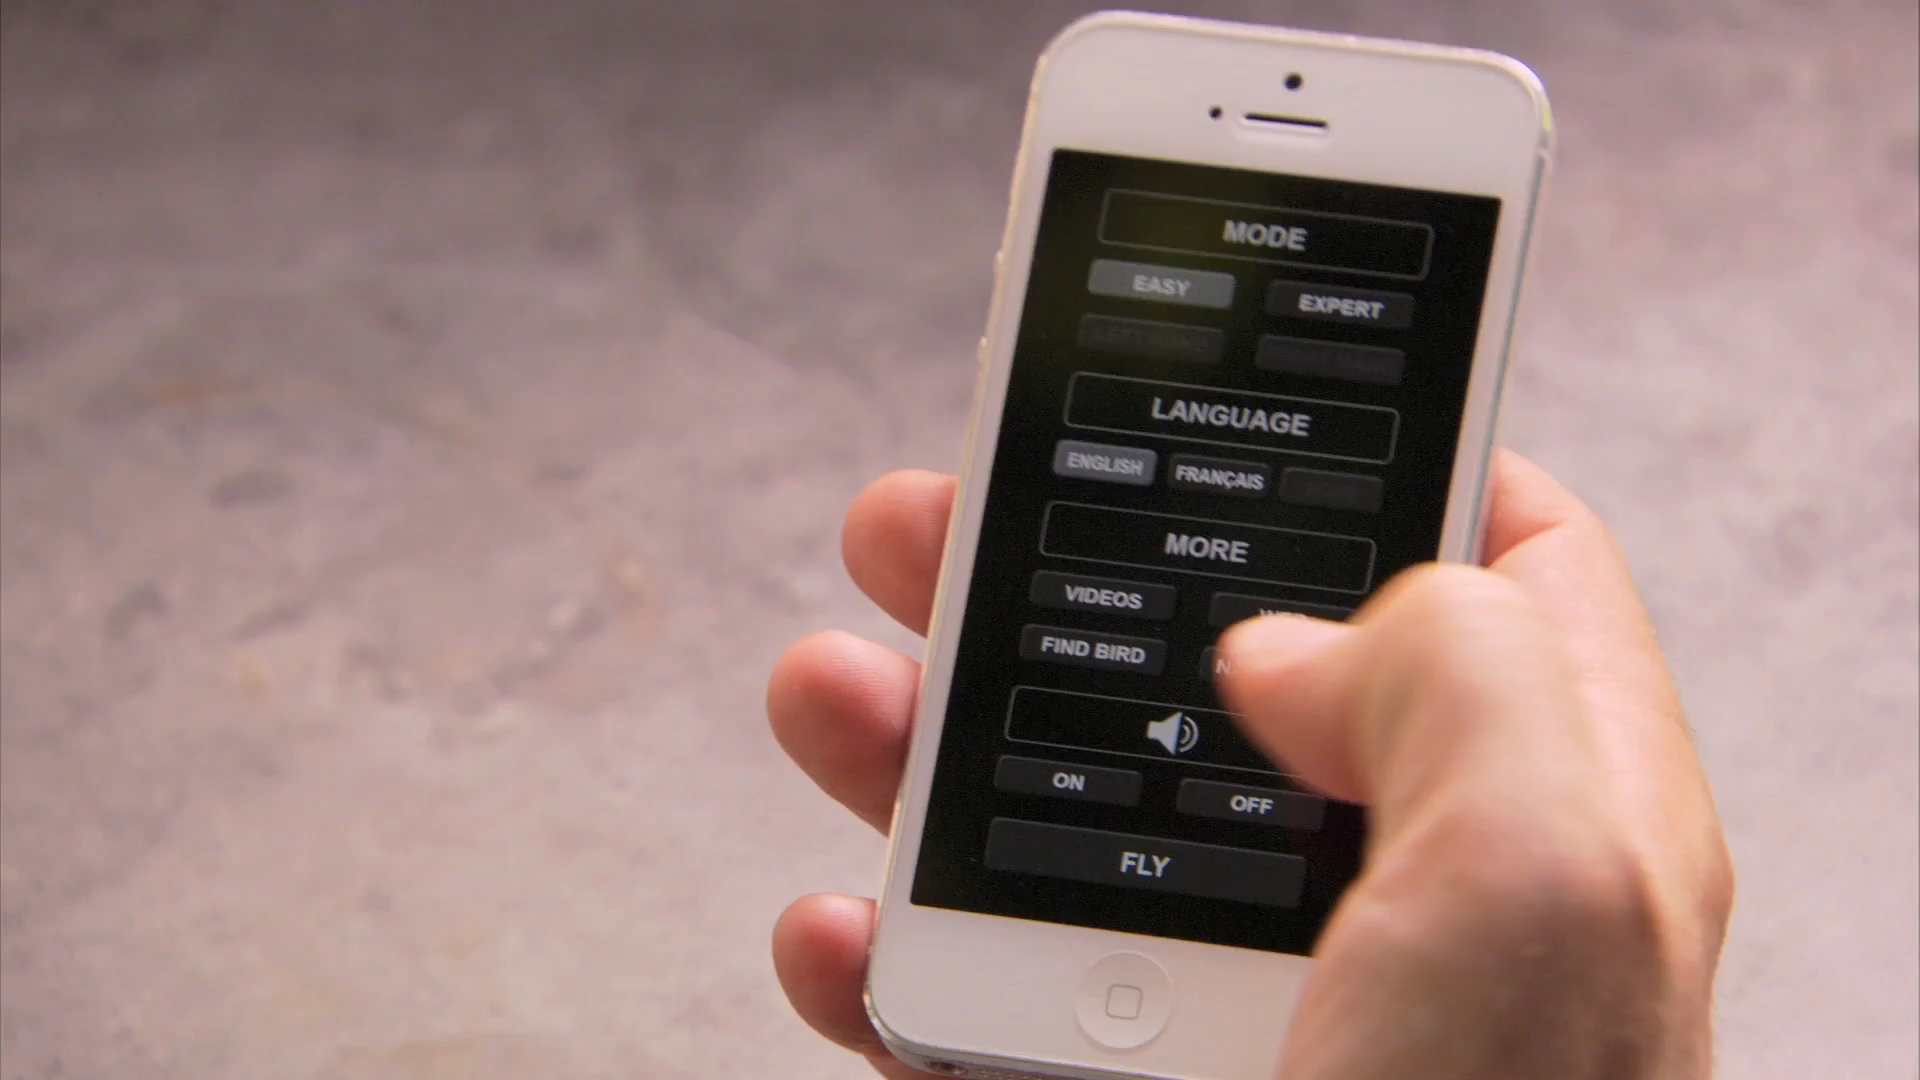 MODE
EASY EXPERT
LANGUAGE
ENGLISH FRANÇAIS
MORE
VIDEOS
FIND BIRD
ON OFF
FLY